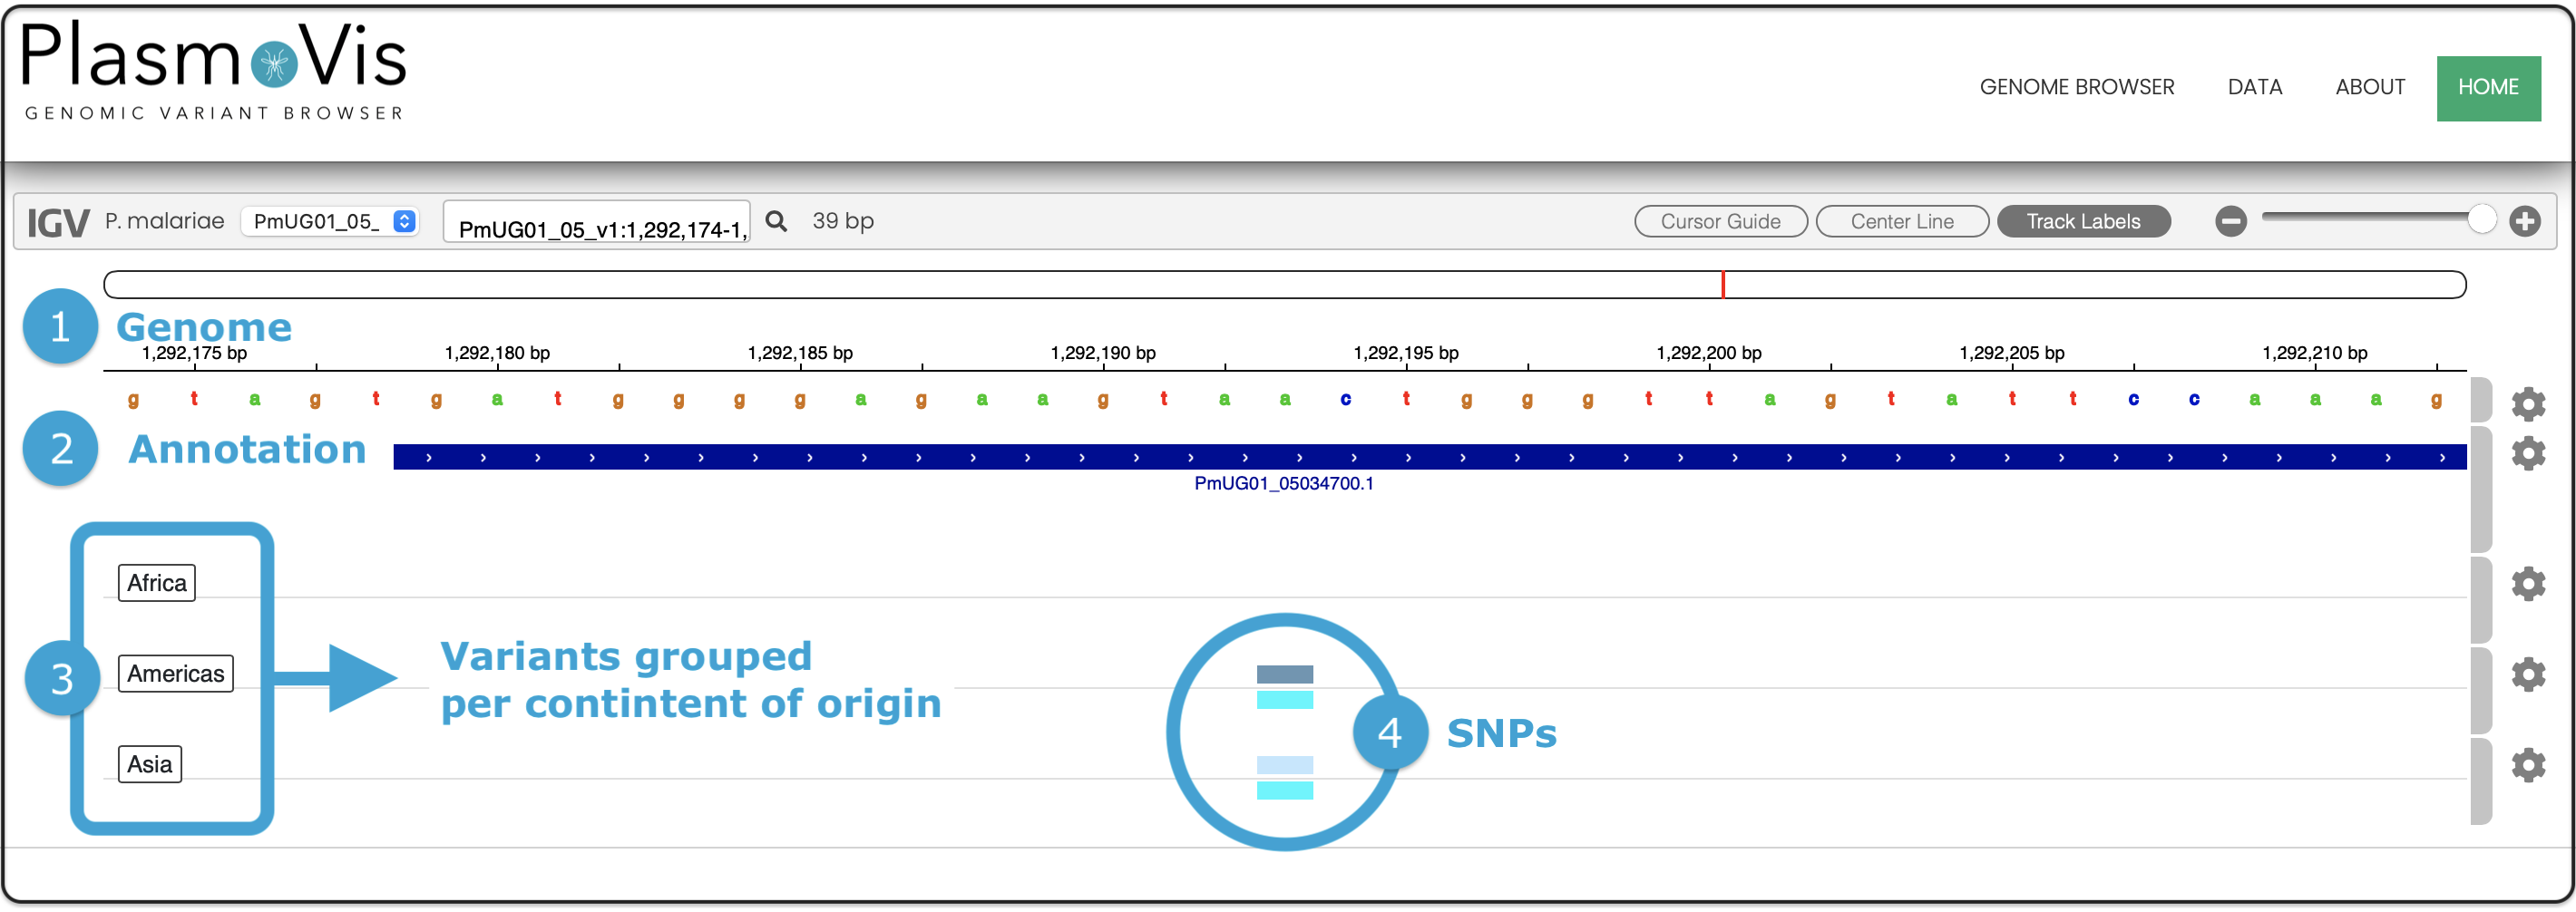 PlasmoVis
GENOMIC VARIANT BROWSER
GENOME BROWSER DATA ABOUT HOME
IGV P. malariae PmUG01_05_ PmUG01_05_v1:1,292,174-1, 39 bp Cursor Guide Center Line Track Labels
1 Genome
1,292,175 bp 1,292,180 bp 1,292,185 bp 1,292,190 bp 1,292,195 bp 1,292,200 bp 1,292,205 bp 1,292,210 bp
g t a g t g a t g g g g a g a a g t a a c t g g g t t a g t a t t c c a a a g
2 Annotation
PmUG01_05034700.1
Africa
3 Americas
Asia
Variants grouped
per contintent of origin
4 SNPs